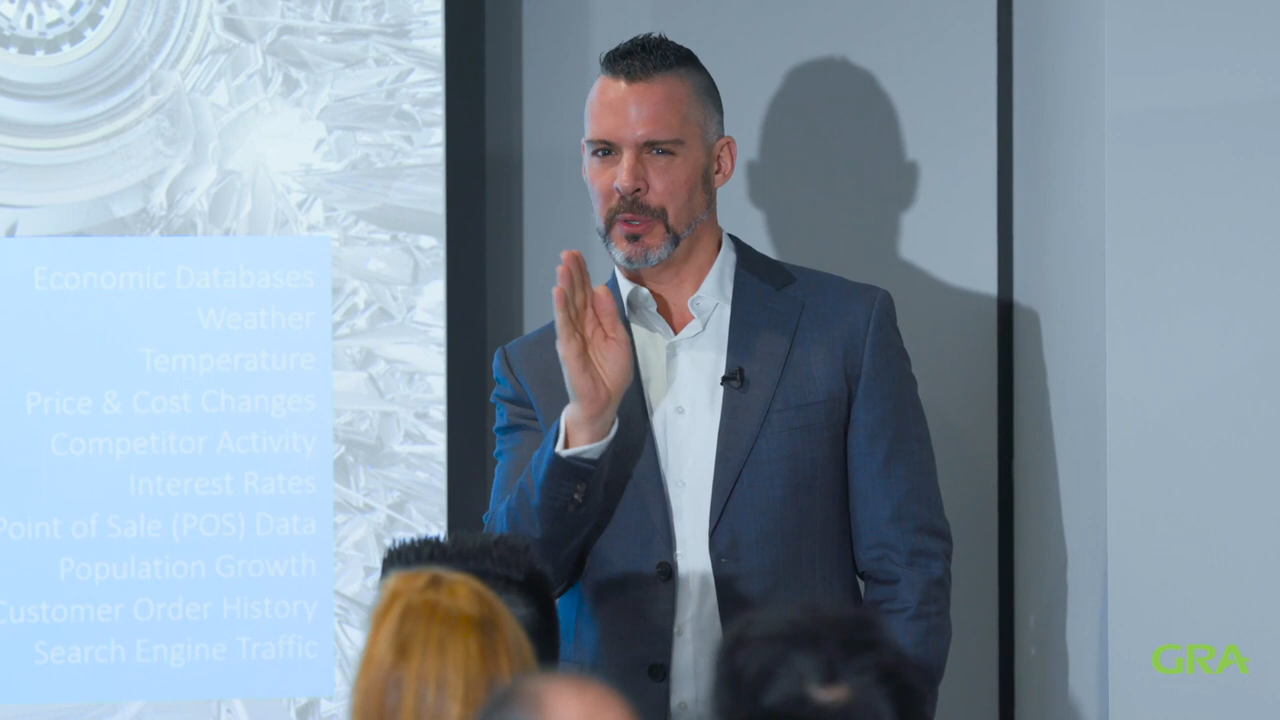 Economic Databases
Weather
Temperature
Price & Cost Changes
Competitor Activity
Interest Rates
Point of Sale (POS) Data
Population Growth
Customer Order History
Search Engine Traffic
GRA